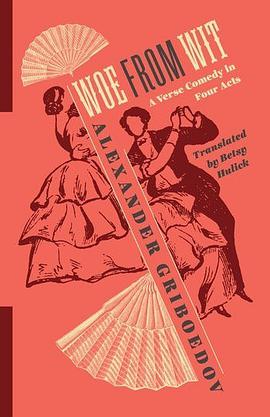 WOE FROM WIT
A Verse Comedy in
Four Acts
ALEXANDER GRIBOEDOV
Translated
by Betsy
Hulick